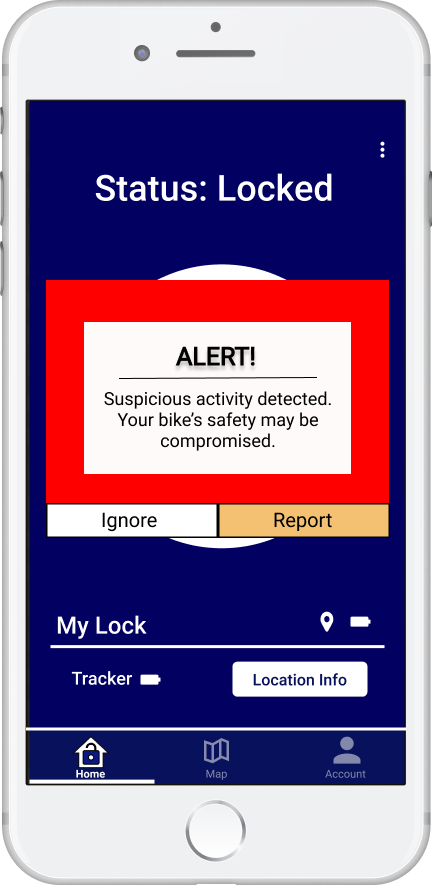 Status: Locked
ALERT!
Suspicious activity detected.
Your bike’s safety may be
compromised.
Ignore
Report
My Lock
Tracker
Location Info
Home
Map
Account